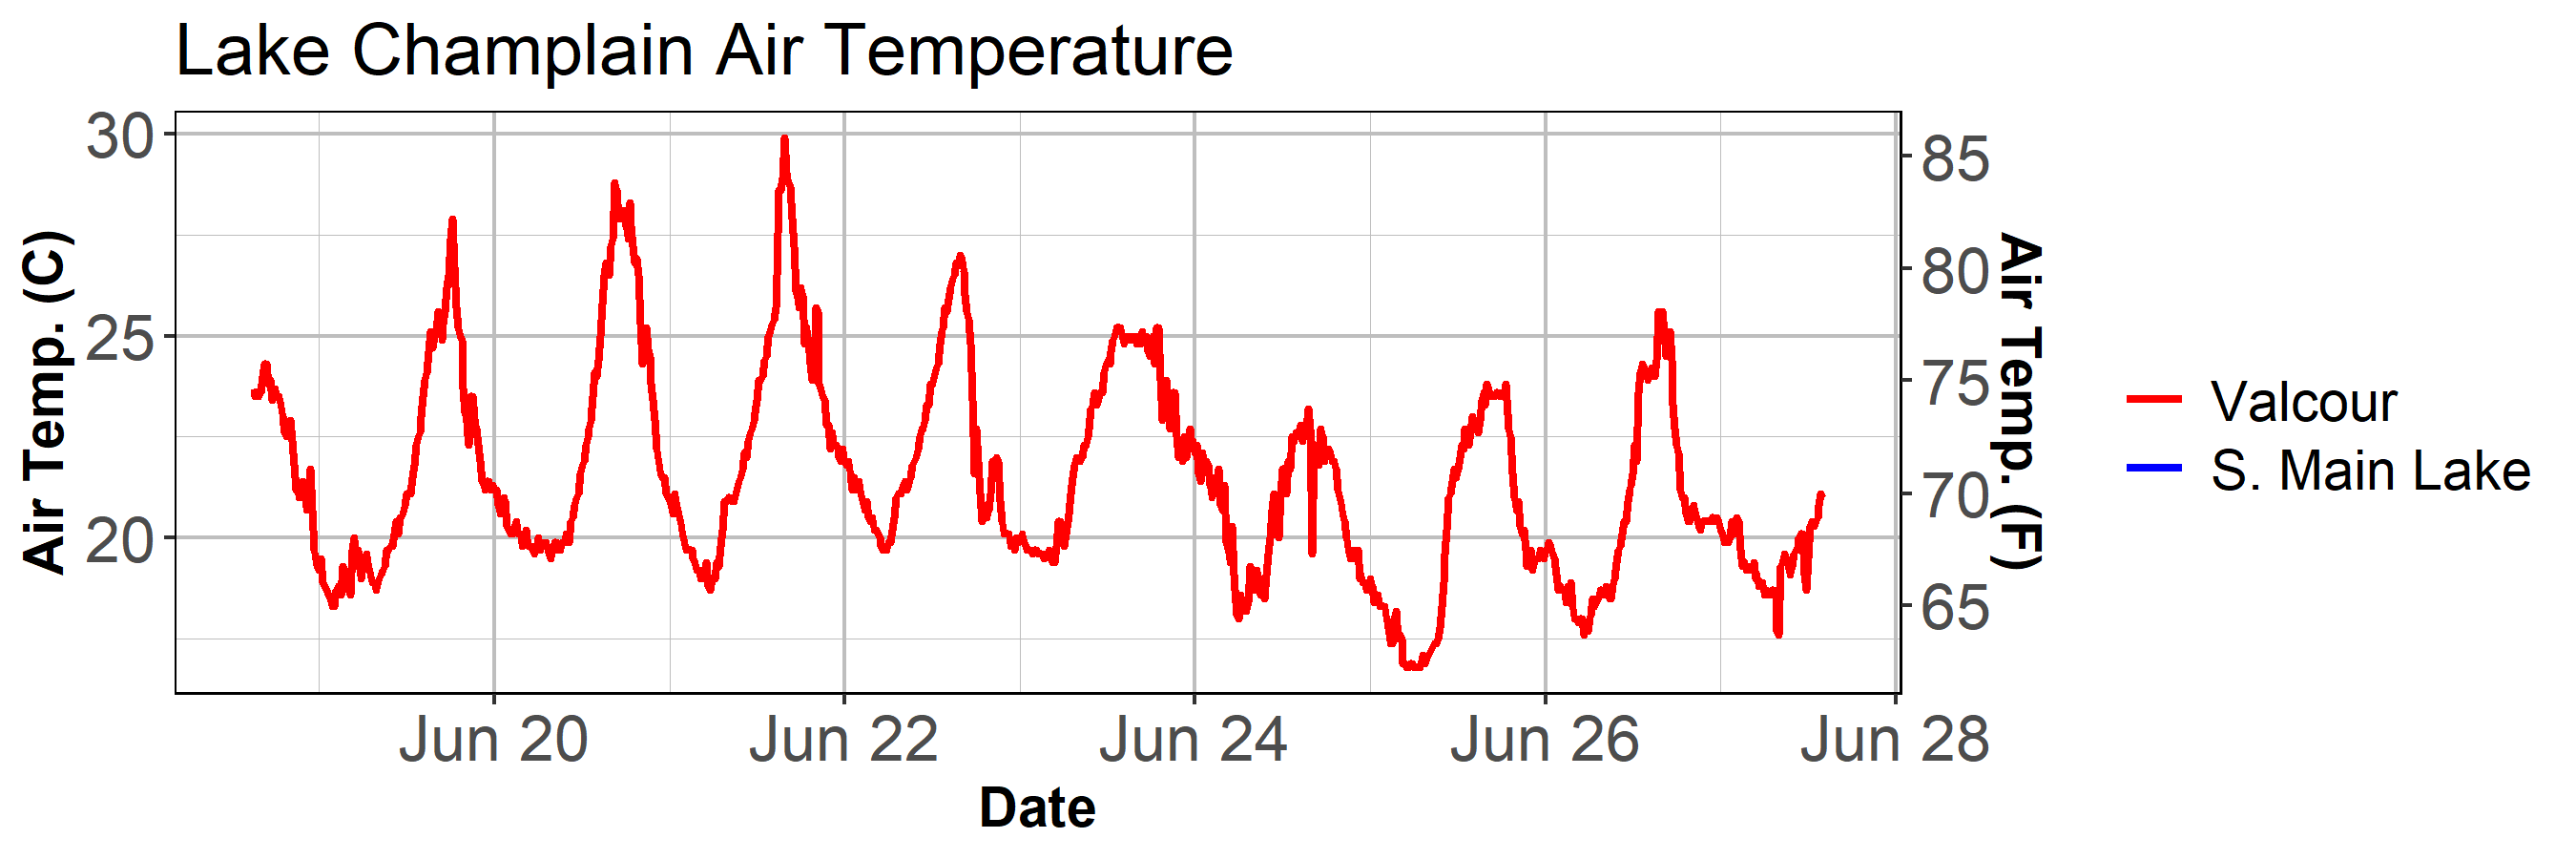 Lake Champlain Air Temperature
30
25
20
Air Temp. (C)
85
80
75
70
65
Air Temp. (F)
Jun 20
Jun 22
Jun 24
Jun 26
Jun 28
Date
Valcour
S. Main Lake